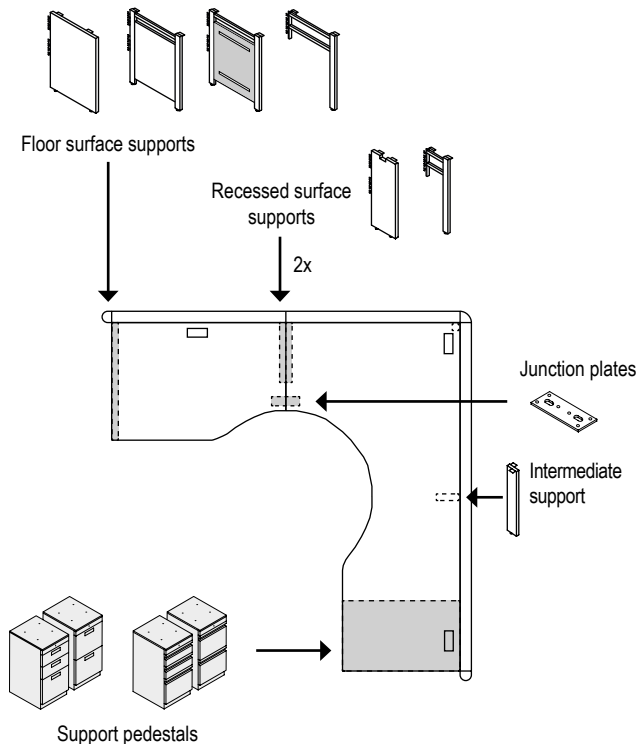 Floor surface supports
Recessed surface
supports
2x
Junction plates
Intermediate
support
Support pedestals